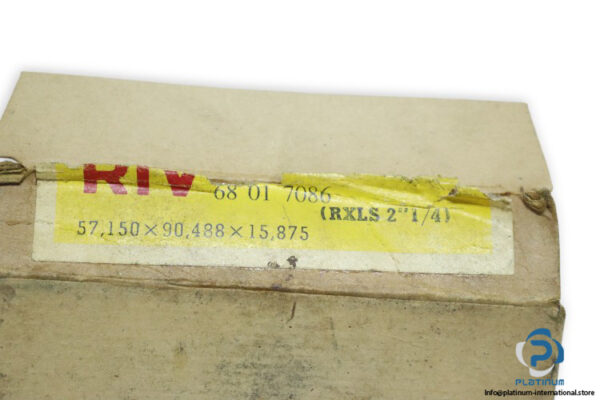 RIV 68 01 7086
(RXLS 2" 1/4)
57,150×90,488×15,875
PLATINUM
info@platinum-international.store